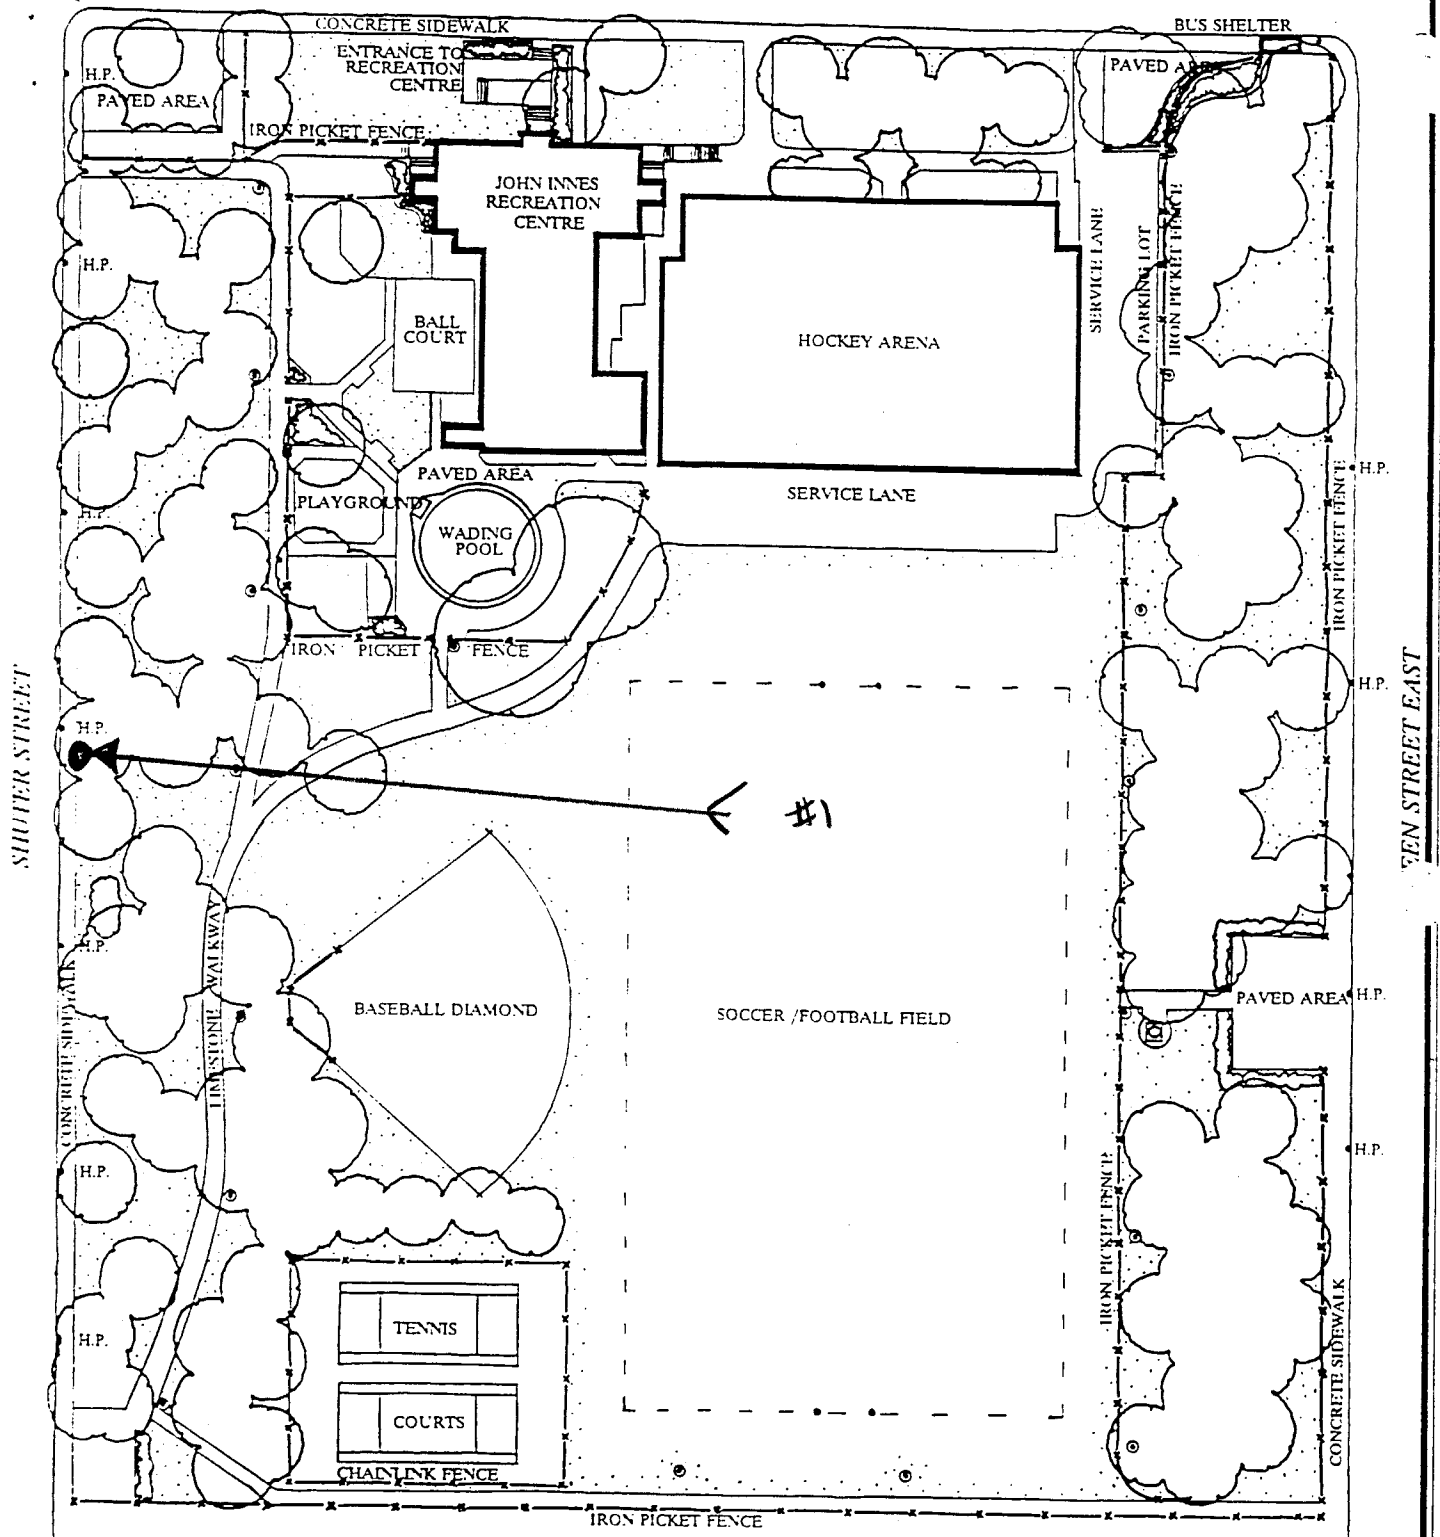 CONCRETE SIDEWALK
BUS SHELTER
ENTRANCE TO
RECREATION
CENTRE
H.P.
PAVED AREA
PAVED AREA
IRON PICKET FENCE
JOHN INNES
RECREATION
CENTRE
H.P.
SERVICE LANE
PARKING LOT
IRON PICKET FENCE
BALL
COURT
HOCKEY ARENA
PAVED AREA
H.P.
IRON PICKET FENCE
SERVICE LANE
PLAYGROUND
H.P.
WADING
POOL
IRON PICKET FENCE
H.P.
SHUTER STREET
EEN STREET EAST
H.P.
#1
LIMESTONE WALKWAY
H.P.
CONCRETE SIDEWALK
BASEBALL DIAMOND
SOCCER /FOOTBALL FIELD
PAVED AREA
H.P.
H.P.
H.P.
IRON PICKET FENCE
CONCRETE SIDEWALK
H.P.
TENNIS
COURTS
CHAINLINK FENCE
IRON PICKET FENCE